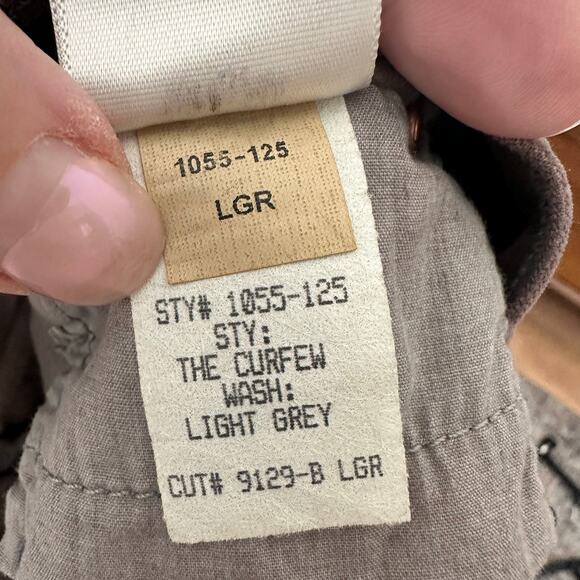 1055-125
LGR
STY# 1055-125
STY:
THE CURFEW
WASH:
LIGHT GREY
CUT# 9129-B LGR